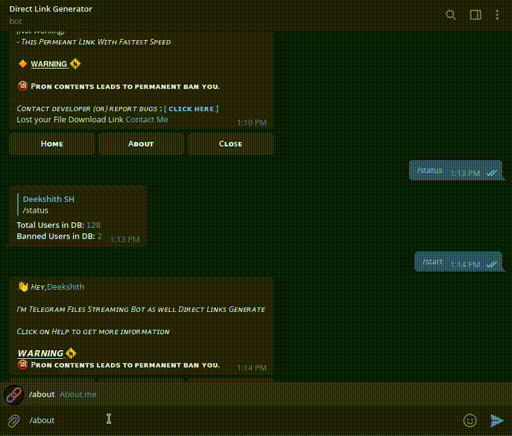 Direct Link Generator
bot
- This Permeant Link With Fastest Speed
WARNING
Pron contents leads to permanent ban you.
Contact developer (or) report bugs : [ click here ]
Lost your File Download Link Contact Me
1:10 PM
Home About Close
/status 1:13 PM
Deekshith SH
/status
Total Users in DB: 128
Banned Users in DB: 2 1:13 PM
/start 1:14 PM
Hey,Deekshith
I'm Telegram Files Streaming Bot as well Direct Links Generate
Click on Help to get more information
WARNING
Pron contents leads to permanent ban you.
1:14 PM
/about About me
/about